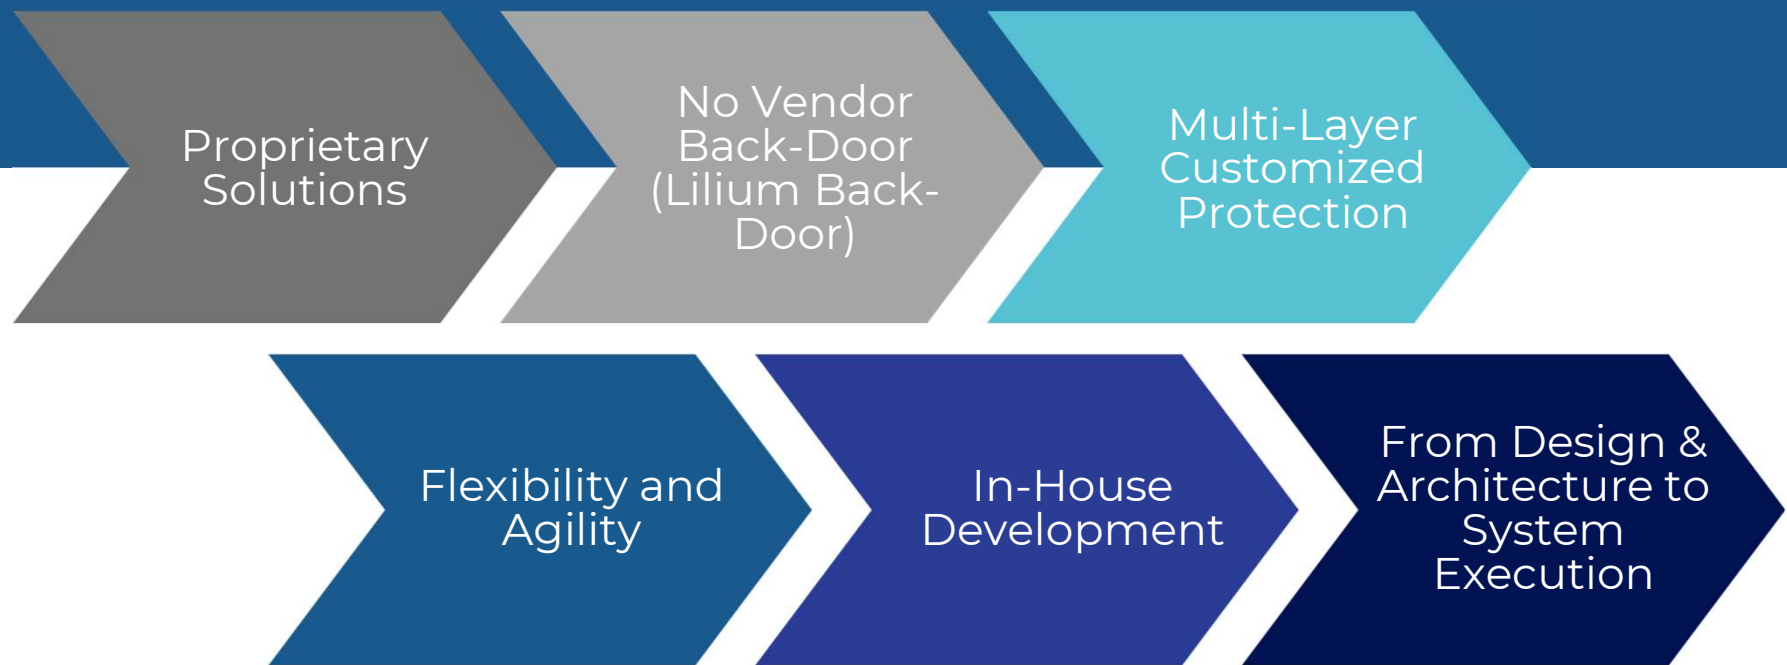 Proprietary
Solutions
No Vendor
Back-Door
(Lilium Back-
Door)
Multi-Layer
Customized
Protection
Flexibility and
Agility
In-House
Development
From Design &
Architecture to
System
Execution